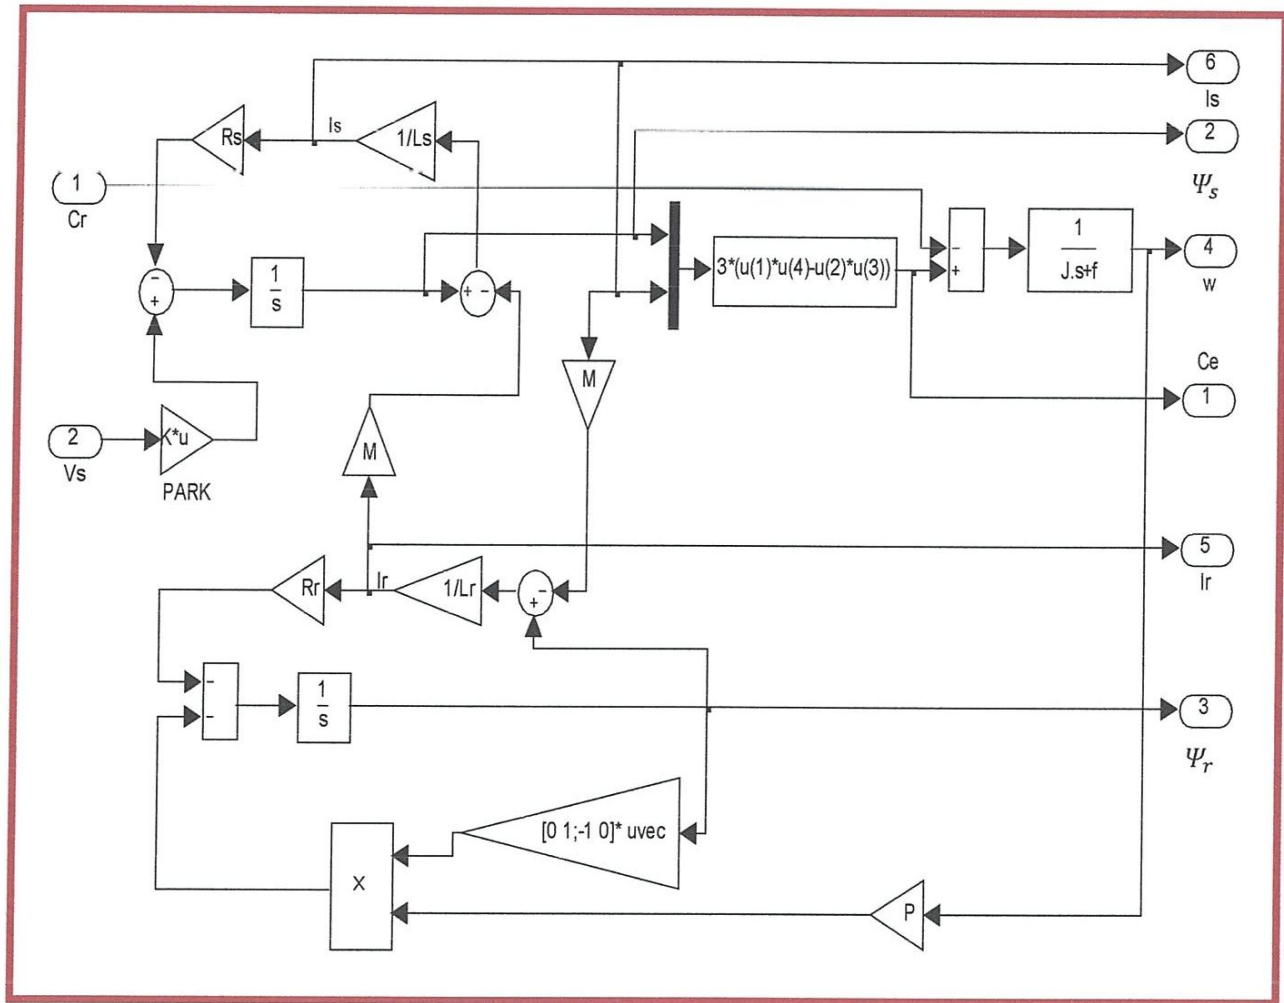 6
Is
Is
Rs
1/Ls
2
Ψs
1
Cr
-
+
1
s
+ -
3*(u(1)*u(4)-u(2)*u(3))
-
+
1
J.s+f
4
w
M
Ce
1
2
Vs
K*u
PARK
M
5
Ir
Rr
Ir
1/Lr
-
+
-
-
1
s
3
Ψr
[0 1;-1 0]* uvec
X
P